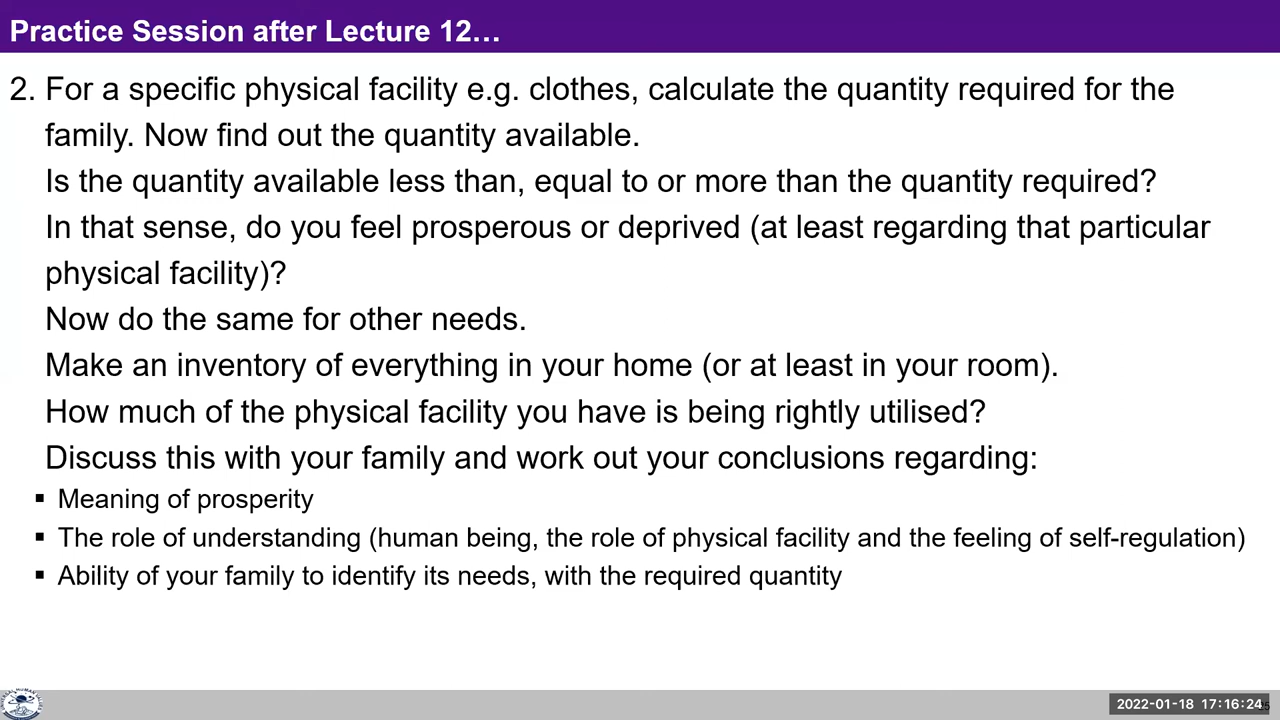 Practice Session after Lecture 12…
2. For a specific physical facility e.g. clothes, calculate the quantity required for the
family. Now find out the quantity available.
Is the quantity available less than, equal to or more than the quantity required?
In that sense, do you feel prosperous or deprived (at least regarding that particular
physical facility)?
Now do the same for other needs.
Make an inventory of everything in your home (or at least in your room).
How much of the physical facility you have is being rightly utilised?
Discuss this with your family and work out your conclusions regarding:
▪ Meaning of prosperity
▪ The role of understanding (human being, the role of physical facility and the feeling of self-regulation)
▪ Ability of your family to identify its needs, with the required quantity
2022-01-18 17:16:24